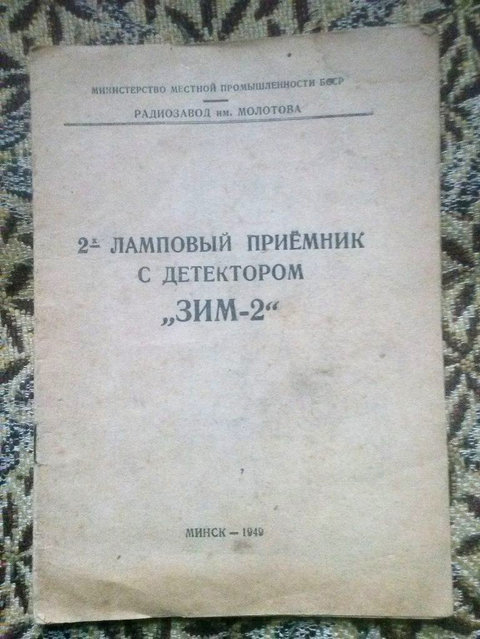 МИНИСТЕРСТВО МЕСТНОЙ ПРОМЫШЛЕННОСТИ БССР
РАДИОЗАВОД им. МОЛОТОВА
2-х ЛАМПОВЫЙ ПРИЁМНИК
С ДЕТЕКТОРОМ
„ЗИМ-2“
МИНСК — 1949